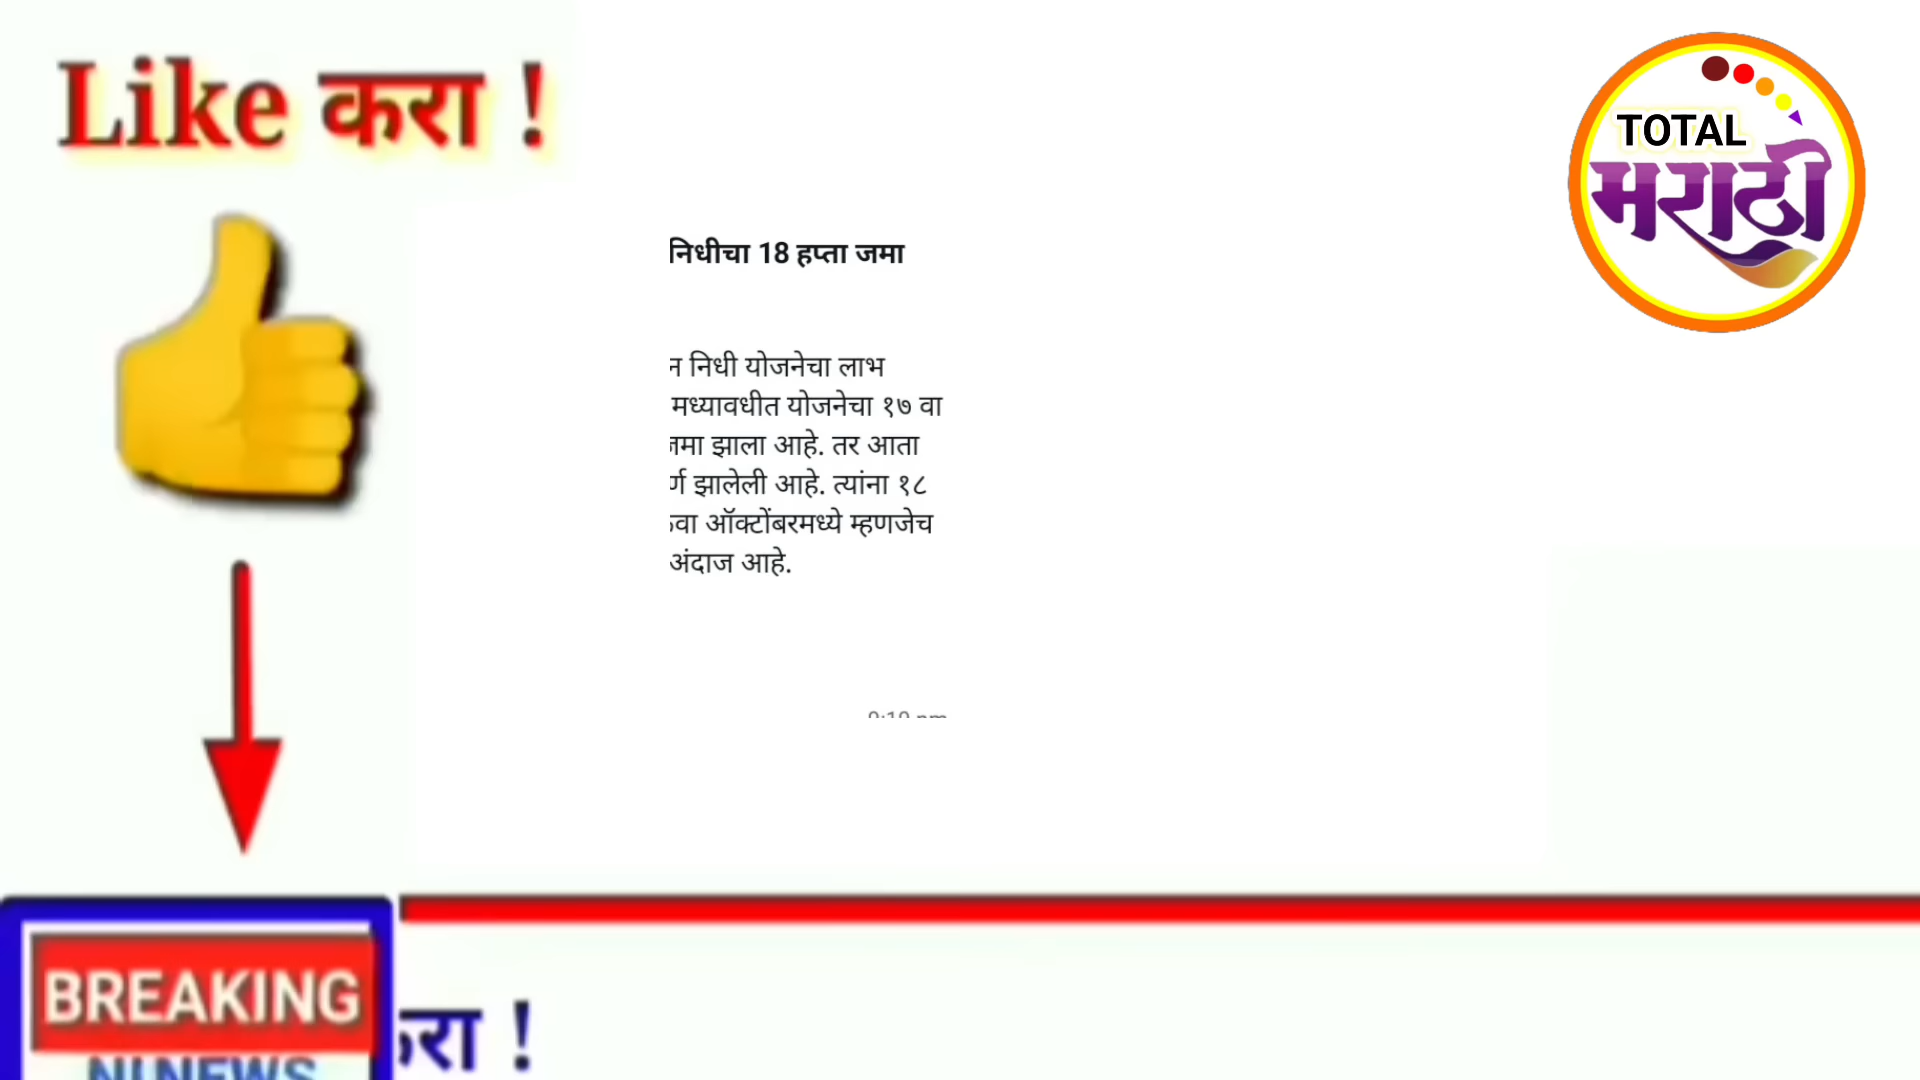 Like करा !
TOTAL
मराठी
निधीचा 18 हप्ता जमा
न निधी योजनेचा लाभ
मध्यावधीत योजनेचा १७ वा
जमा झाला आहे. तर आता
झालेली आहे. त्यांना १८
ऑक्टोंबरमध्ये म्हणजेच
अंदाज आहे.
BREAKING
रा !
NEWS